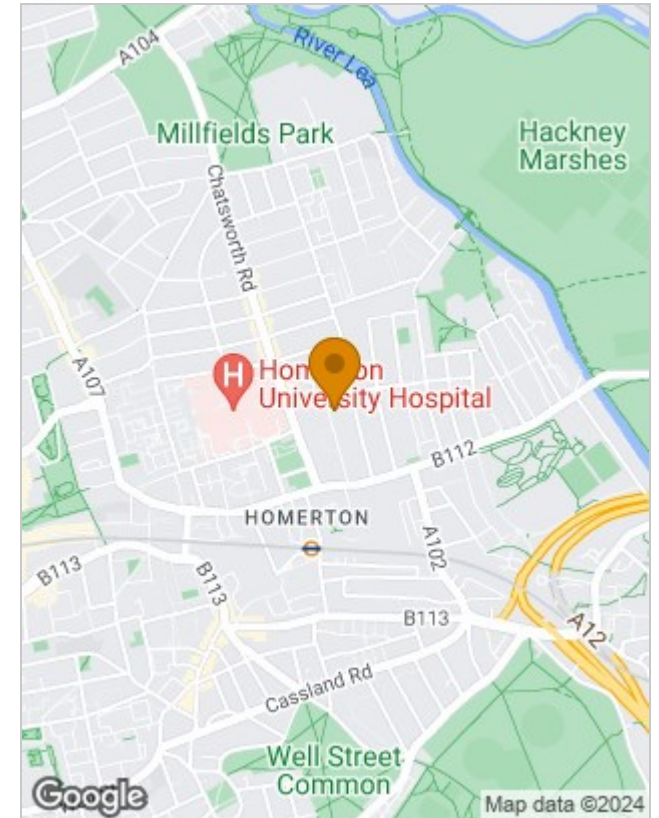 A104
River Lea
Millfields Park
Hackney
Marshes
Chatsworth Rd
A107
H
Homerton
University Hospital
B112
HOMERTON
A102
B113
B113
B113
A12
Cassland Rd
Well Street
Common
Google
Map data ©2024